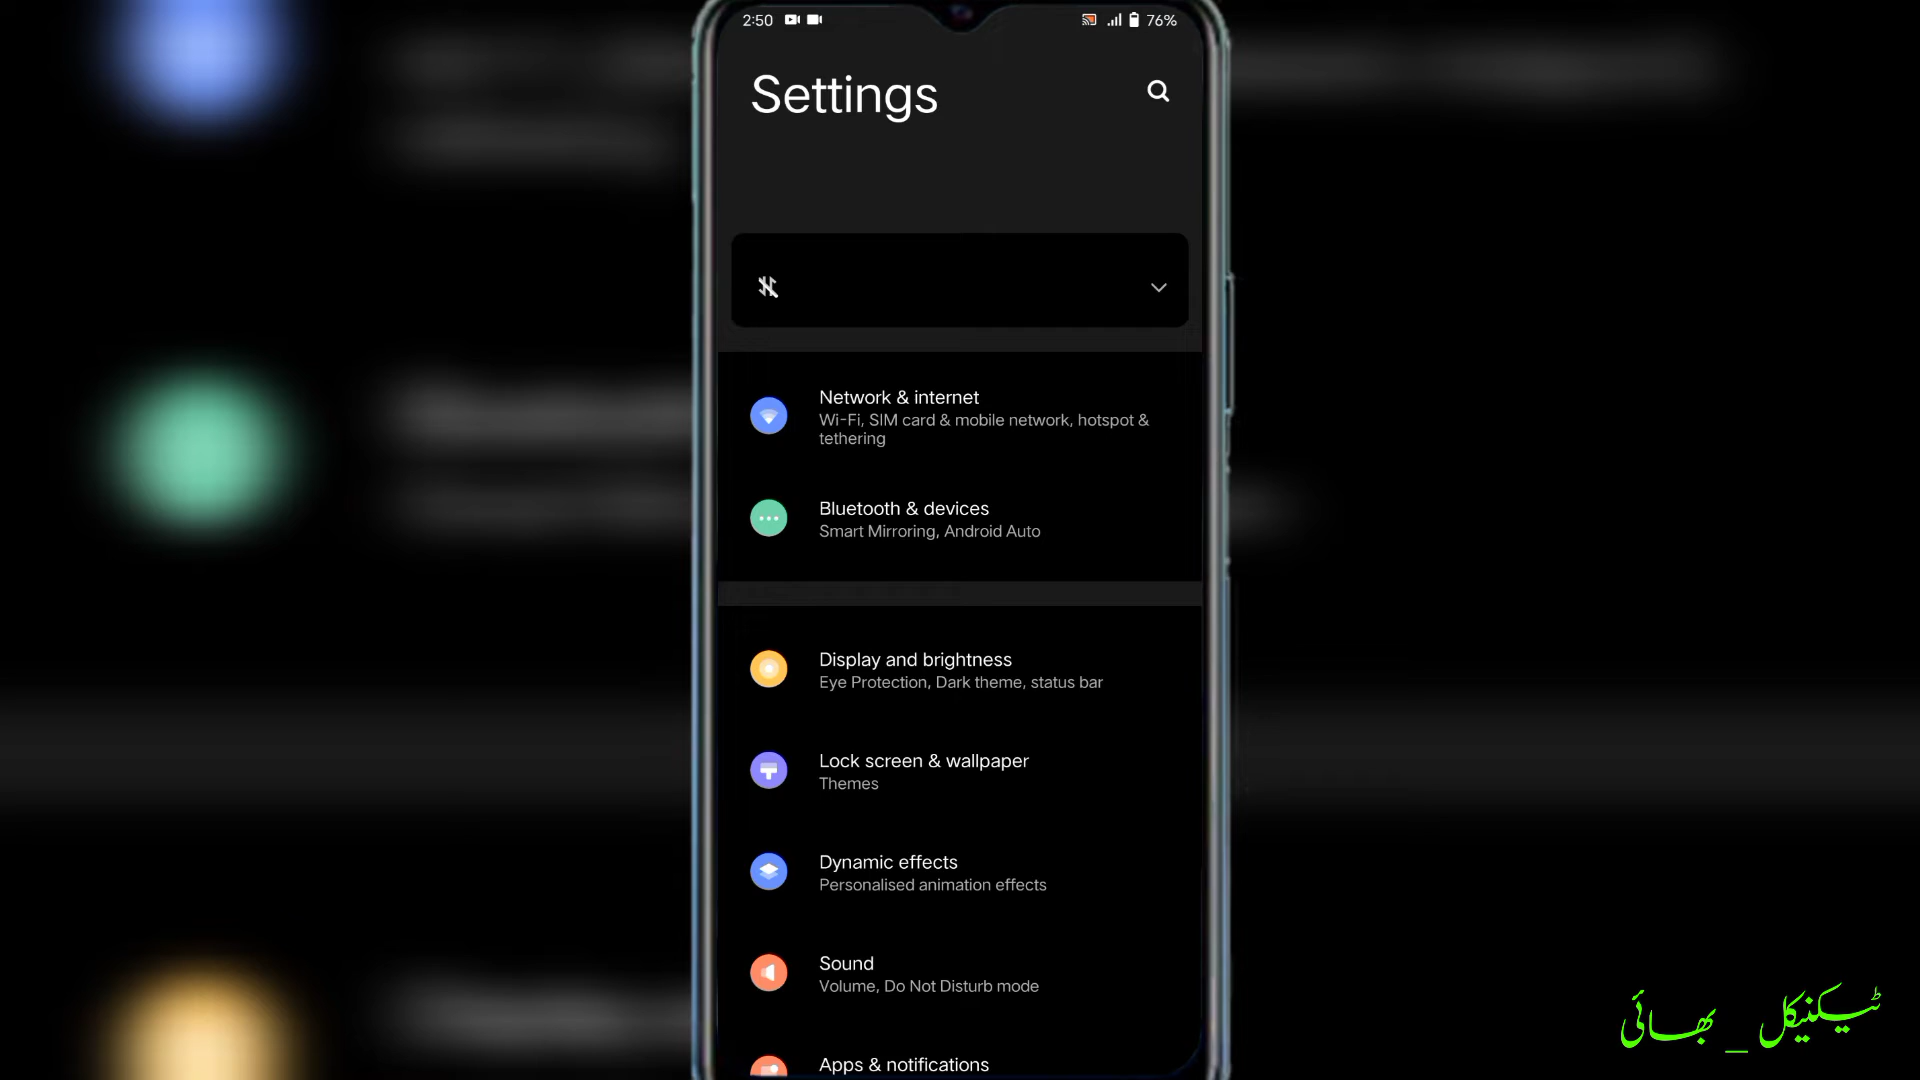 2:50
76%
Settings
Network & internet
Wi-Fi, SIM card & mobile network, hotspot &
tethering
Bluetooth & devices
Smart Mirroring, Android Auto
Display and brightness
Eye Protection, Dark theme, status bar
Lock screen & wallpaper
Themes
Dynamic effects
Personalised animation effects
Sound
Volume, Do Not Disturb mode
Apps & notifications
ٹیکنیکل _ بھائی